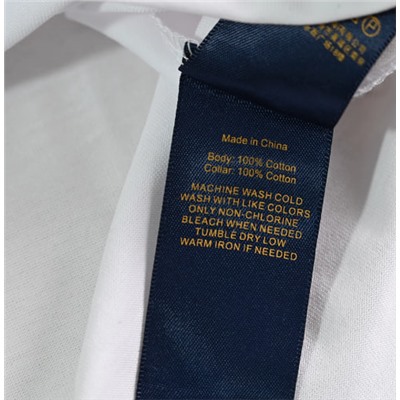 Made in China
Body: 100% Cotton
Collar: 100% Cotton
MACHINE WASH COLD
WASH WITH LIKE COLORS
ONLY NON-CHLORINE
BLEACH WHEN NEEDED
TUMBLE DRY LOW
WARM IRON IF NEEDED